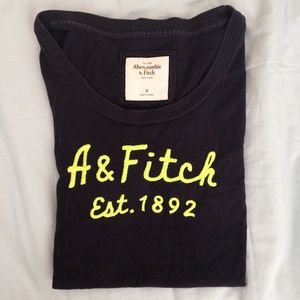 Abercrombie
& Fitch
A & Fitch
Est. 1892